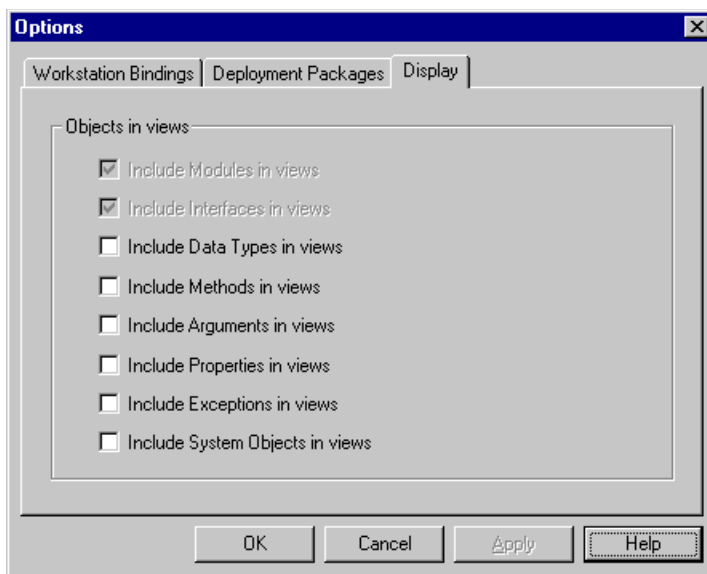 Options
Workstation Bindings Deployment Packages Display
Objects in views
Include Modules in views
Include Interfaces in views
Include Data Types in views
Include Methods in views
Include Arguments in views
Include Properties in views
Include Exceptions in views
Include System Objects in views
OK Cancel Apply Help